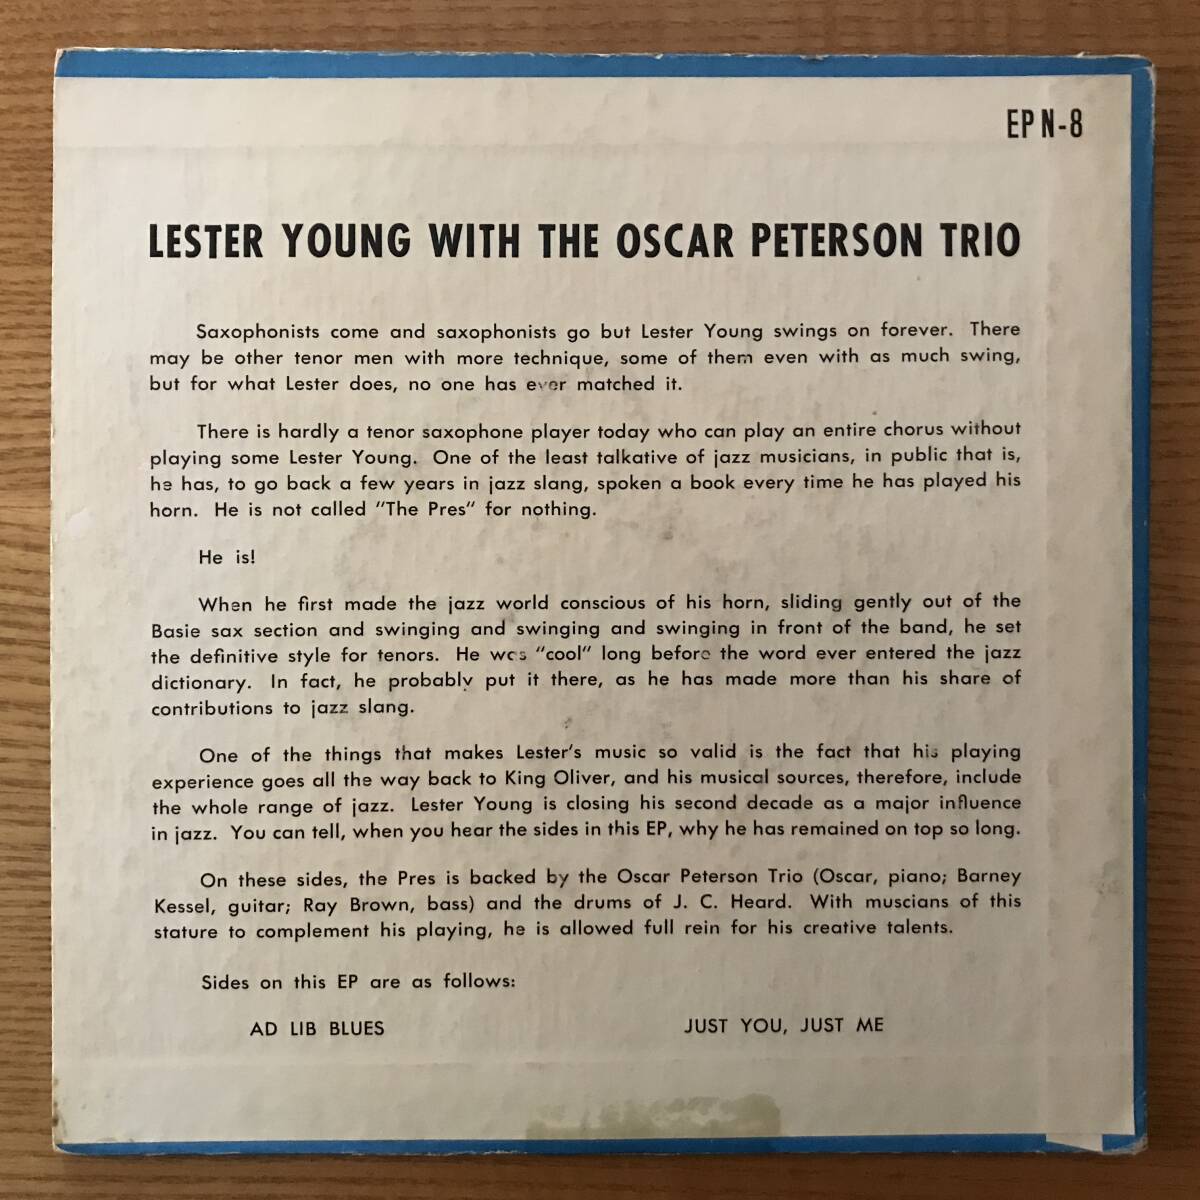 EP N-8
LESTER YOUNG WITH THE OSCAR PETERSON TRIO
Saxophonists come and saxophonists go but Lester Young swings on forever. There
may be other tenor men with more technique, some of them even with as much swing,
but for what Lester does, no one has ever matched it.
There is hardly a tenor saxophone player today who can play an entire chorus without
playing some Lester Young. One of the least talkative of jazz musicians, in public that is,
he has, to go back a few years in jazz slang, spoken a book every time he has played his
horn. He is not called "The Pres" for nothing.
He is!
When he first made the jazz world conscious of his horn, sliding gently out of the
Basie sax section and swinging and swinging and swinging in front of the band, he set
the definitive style for tenors. He was "cool" long before the word ever entered the jazz
dictionary. In fact, he probably put it there, as he has made more than his share of
contributions to jazz slang.
One of the things that makes Lester's music so valid is the fact that his playing
experience goes all the way back to King Oliver, and his musical sources, therefore, include
the whole range of jazz. Lester Young is closing his second decade as a major influence
in jazz. You can tell, when you hear the sides in this EP, why he has remained on top so long.
On these sides, the Pres is backed by the Oscar Peterson Trio (Oscar, piano; Barney
Kessel, guitar; Ray Brown, bass) and the drums of J. C. Heard. With muscians of this
stature to complement his playing, he is allowed full rein for his creative talents.
Sides on this EP are as follows:
AD LIB BLUES JUST YOU, JUST ME